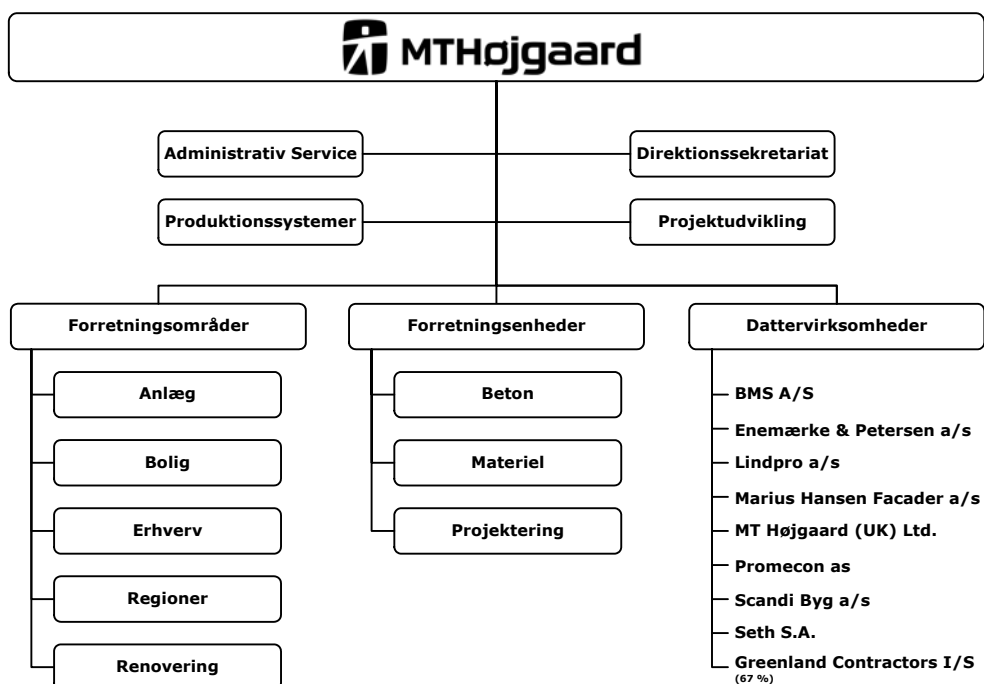 MTHøjgaard
Administrativ Service
Direktionssekretariat
Produktionssystemer
Projektudvikling
Forretningsområder
Anlæg
Bolig
Erhverv
Regioner
Renovering
Forretningsenheder
Beton
Materiel
Projektering
Dattervirksomheder
BMS A/S
Enemærke & Petersen a/s
Lindpro a/s
Marius Hansen Facader a/s
MT Højgaard (UK) Ltd.
Promecon as
Scandi Byg a/s
Seth S.A.
Greenland Contractors I/S
(67 %)